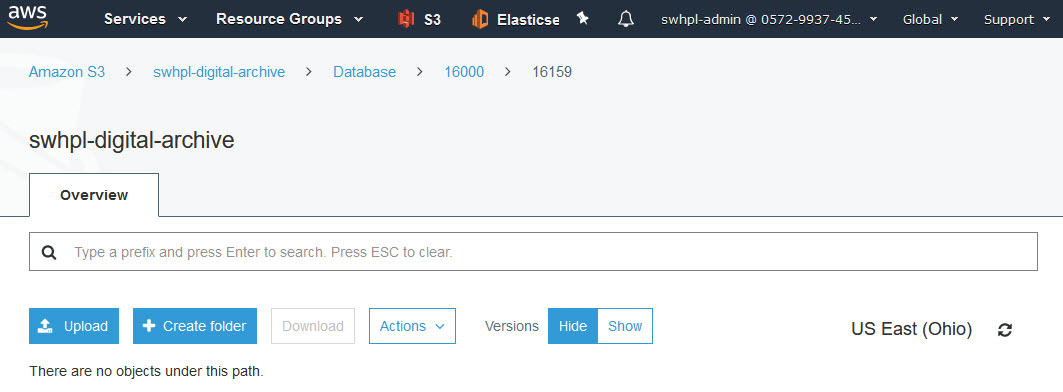 aws Services Resource Groups S3 Elasticse swhpl-admin @ 0572-9937-45... Global Support
Amazon S3 > swhpl-digital-archive > Database > 16000 > 16159
swhpl-digital-archive
Overview
Type a prefix and press Enter to search. Press ESC to clear.
Upload Create folder Download Actions Versions Hide Show US East (Ohio)
There are no objects under this path.